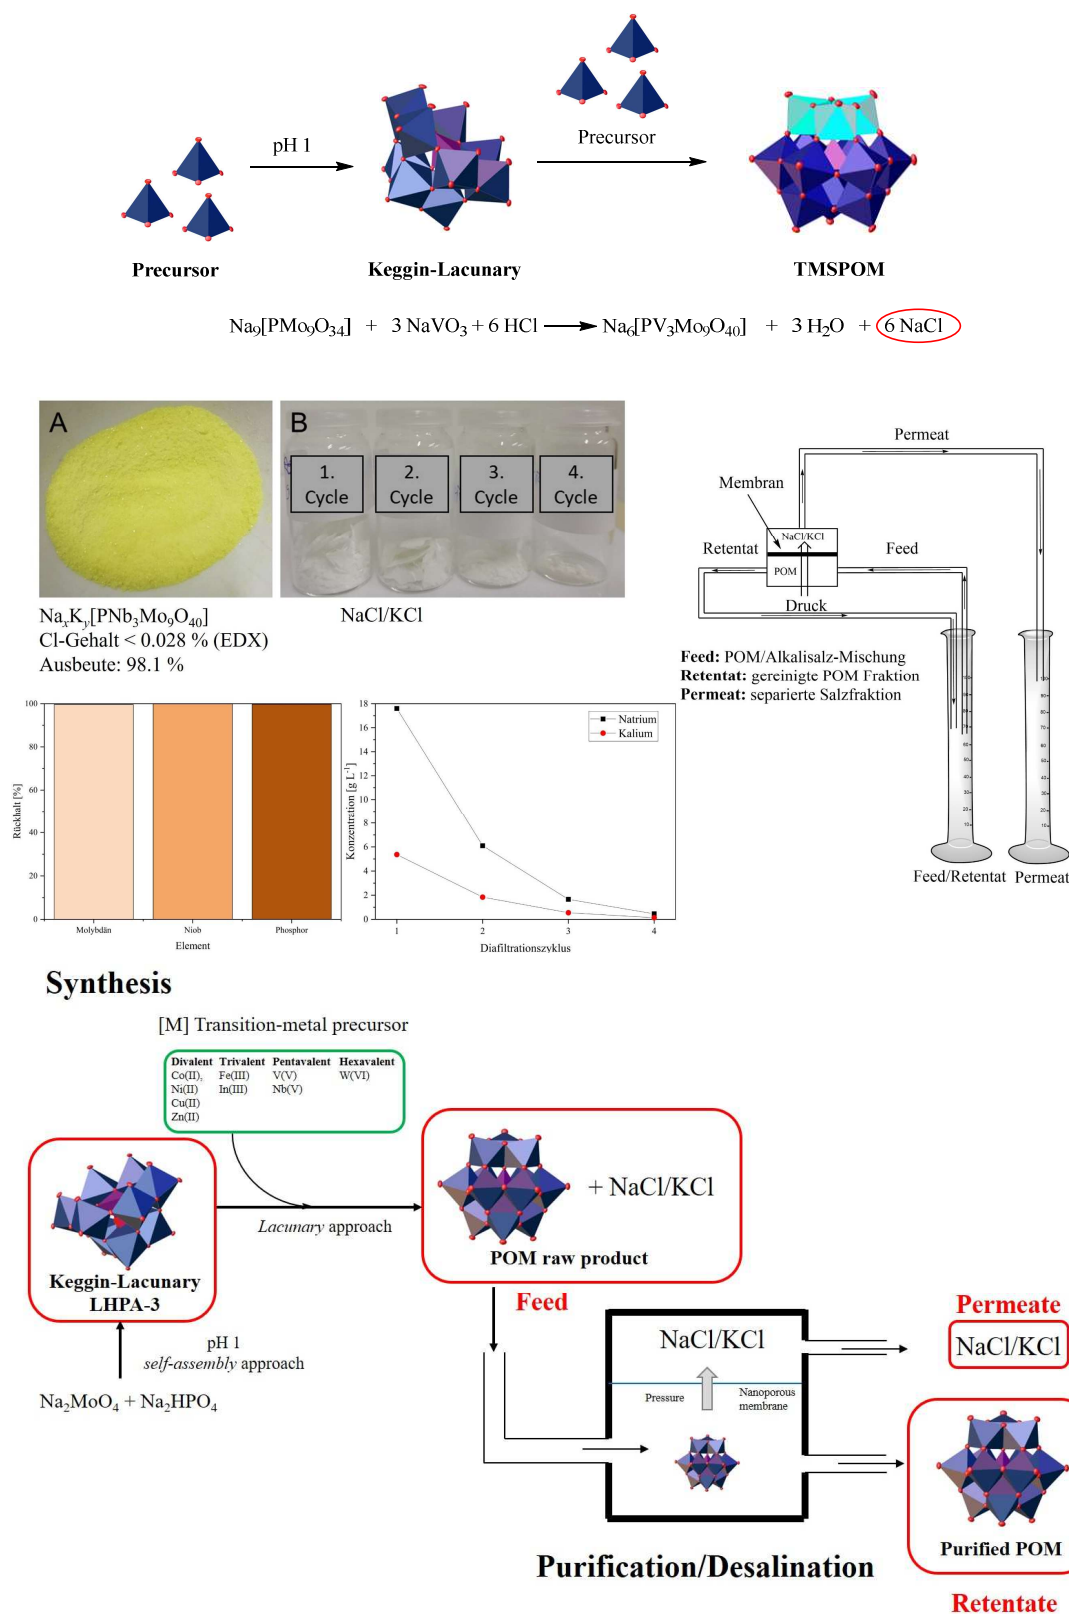 Precursor
pH 1
Precursor
Keggin-Lacunary
TMSPOM
Na₉[PMo₉O₃₄] + 3 NaVO₃ + 6 HCl → Na₆[PV₃Mo₉O₄₀] + 3 H₂O + 6 NaCl
A
B
1. Cycle
2. Cycle
3. Cycle
4. Cycle
NaₓKᵧ[PNb₃Mo₉O₄₀]
Cl-Gehalt < 0.028 % (EDX)
Ausbeute: 98.1 %
NaCl/KCl
Permeat
Membran
NaCl/KCl
Retentat
Feed
POM
Druck
Feed: POM/Alkalisalz-Mischung
Retentat: gereinigte POM Fraktion
Permeat: separierte Salzfraktion
Feed/Retentat
Permeat
Rückhalt [%]
100
80
60
40
20
0
Molybdän
Niob
Phosphor
Element
Konzentration [g L⁻¹]
18
16
14
12
10
8
6
4
2
0
Natrium
Kalium
1
2
3
4
Diafiltrationszyklus
Synthesis
[M] Transition-metal precursor
Divalent Trivalent Pentavalent Hexavalent
Co(II), Fe(III) V(V) W(VI)
Ni(II) In(III) Nb(V)
Cu(II)
Zn(II)
Keggin-Lacunary
LHPA-3
Lacunary approach
+ NaCl/KCl
POM raw product
pH 1
self-assembly approach
Na₂MoO₄ + Na₂HPO₄
Feed
NaCl/KCl
Pressure
Nanoporous
membrane
Permeate
NaCl/KCl
Purified POM
Purification/Desalination
Retentate